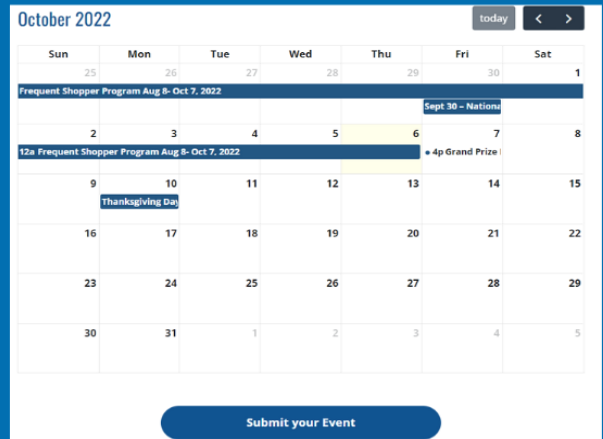 October 2022
today < >
Sun Mon Tue Wed Thu Fri Sat
25 26 27 28 29 30 1
Frequent Shopper Program Aug 8- Oct 7, 2022
Sept 30 – Nationa
2 3 4 5 6 7 8
12a Frequent Shopper Program Aug 8- Oct 7, 2022
• 4p Grand Prize
9 10 11 12 13 14 15
Thanksgiving Day
16 17 18 19 20 21 22
23 24 25 26 27 28 29
30 31 1 2 3 4 5
Submit your Event